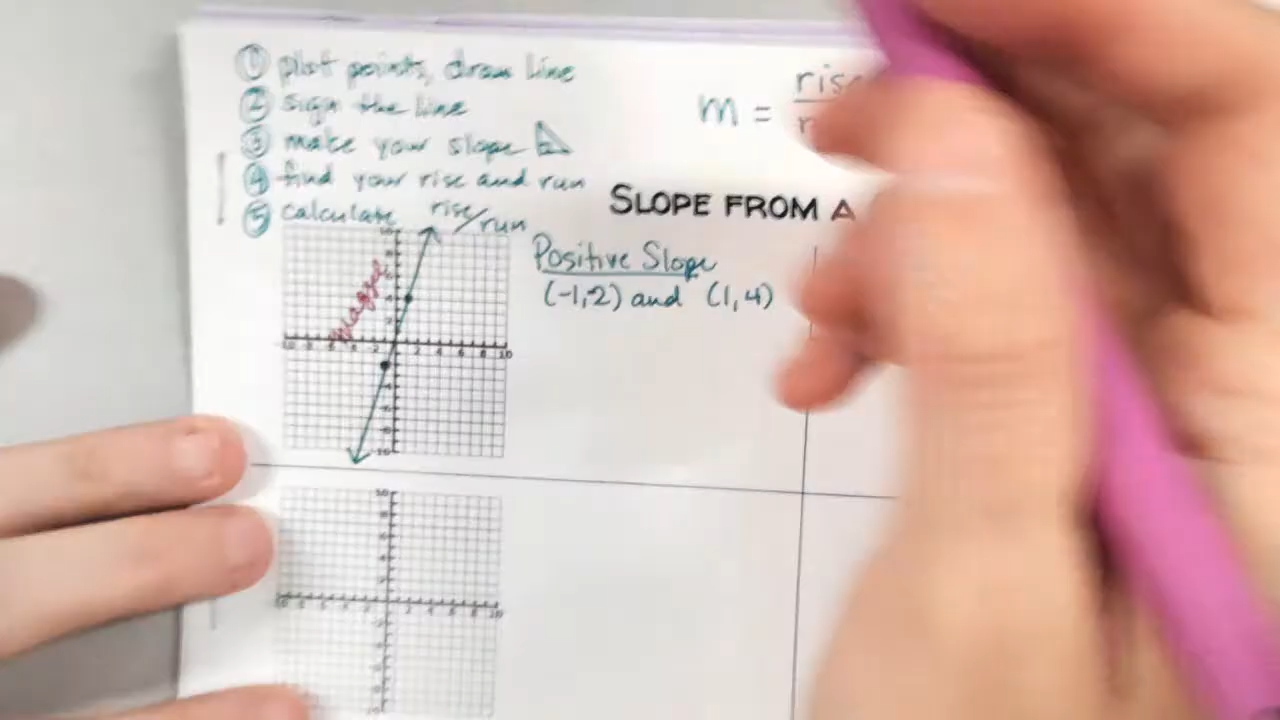 ① plot points, draw line
② sign the line
③ make your slope
④ find your rise and run
⑤ calculate rise/run
m =
SLOPE FROM A
Positive Slope
(-1,2) and (1,4)